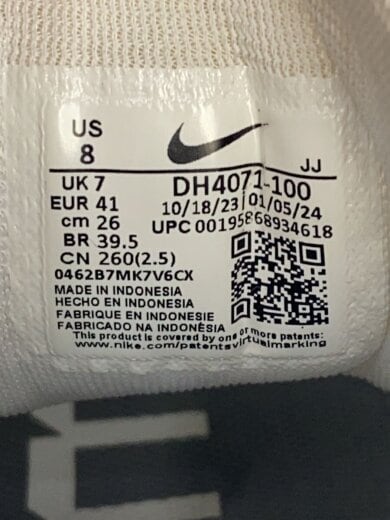 US
8
JJ
UK 7
EUR 41
cm 26
BR 39.5
CN 260(2.5)
DH4071-100
10/18/23 | 01/05/24
UPC 00195868934618
0462B7MK7V6CX
MADE IN INDONESIA
HECHO EN INDONESIA
FABRIQUE EN INDONESIE
FABRICADO NA INDONÉSIA
This product is covered by one or more patents:
www.nike.com/patentsvirtualmarking